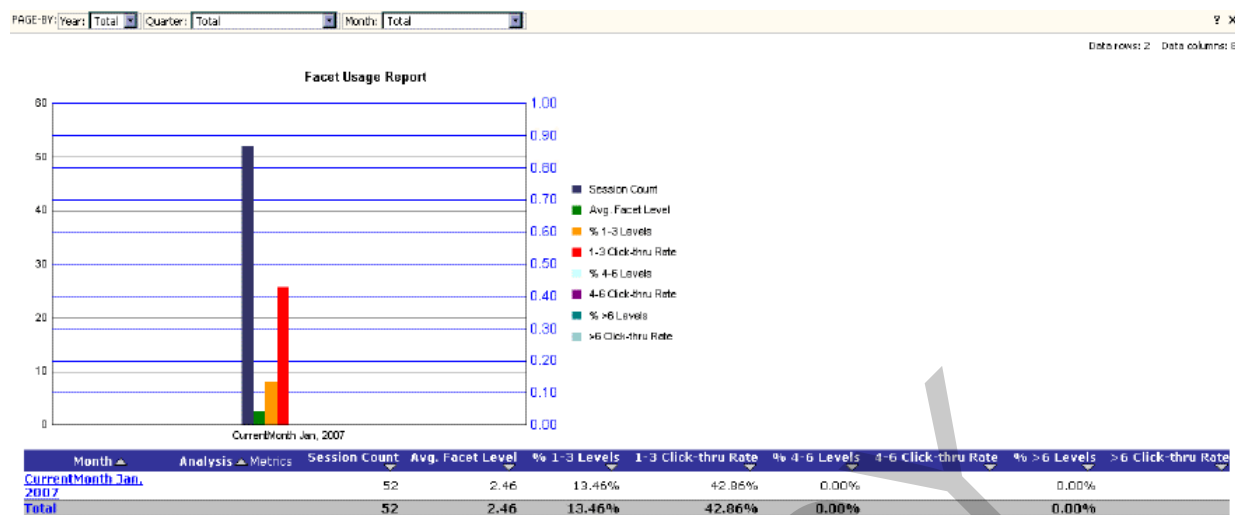 PAGE-BY: Year: Total Quarter: Total Month: Total ? X
Data rows: 2 Data columns: 8
Facet Usage Report
60
50
40
30
20
10
0
1.00
0.90
0.80
0.70
0.60
0.50
0.40
0.30
0.20
0.10
0.00
Session Count
Avg. Facet Level
% 1-3 Levels
1-3 Click-thru Rate
% 4-6 Levels
4-6 Click-thru Rate
% >6 Levels
>6 Click-thru Rate
CurrentMonth Jan, 2007
Month Analysis Metrics Session Count Avg. Facet Level % 1-3 Levels 1-3 Click-thru Rate % 4-6 Levels 4-6 Click-thru Rate % >6 Levels >6 Click-thru Rate
CurrentMonth Jan,
2007 52 2.46 13.46% 42.86% 0.00% 0.00%
Total 52 2.46 13.46% 42.86% 0.00% 0.00%